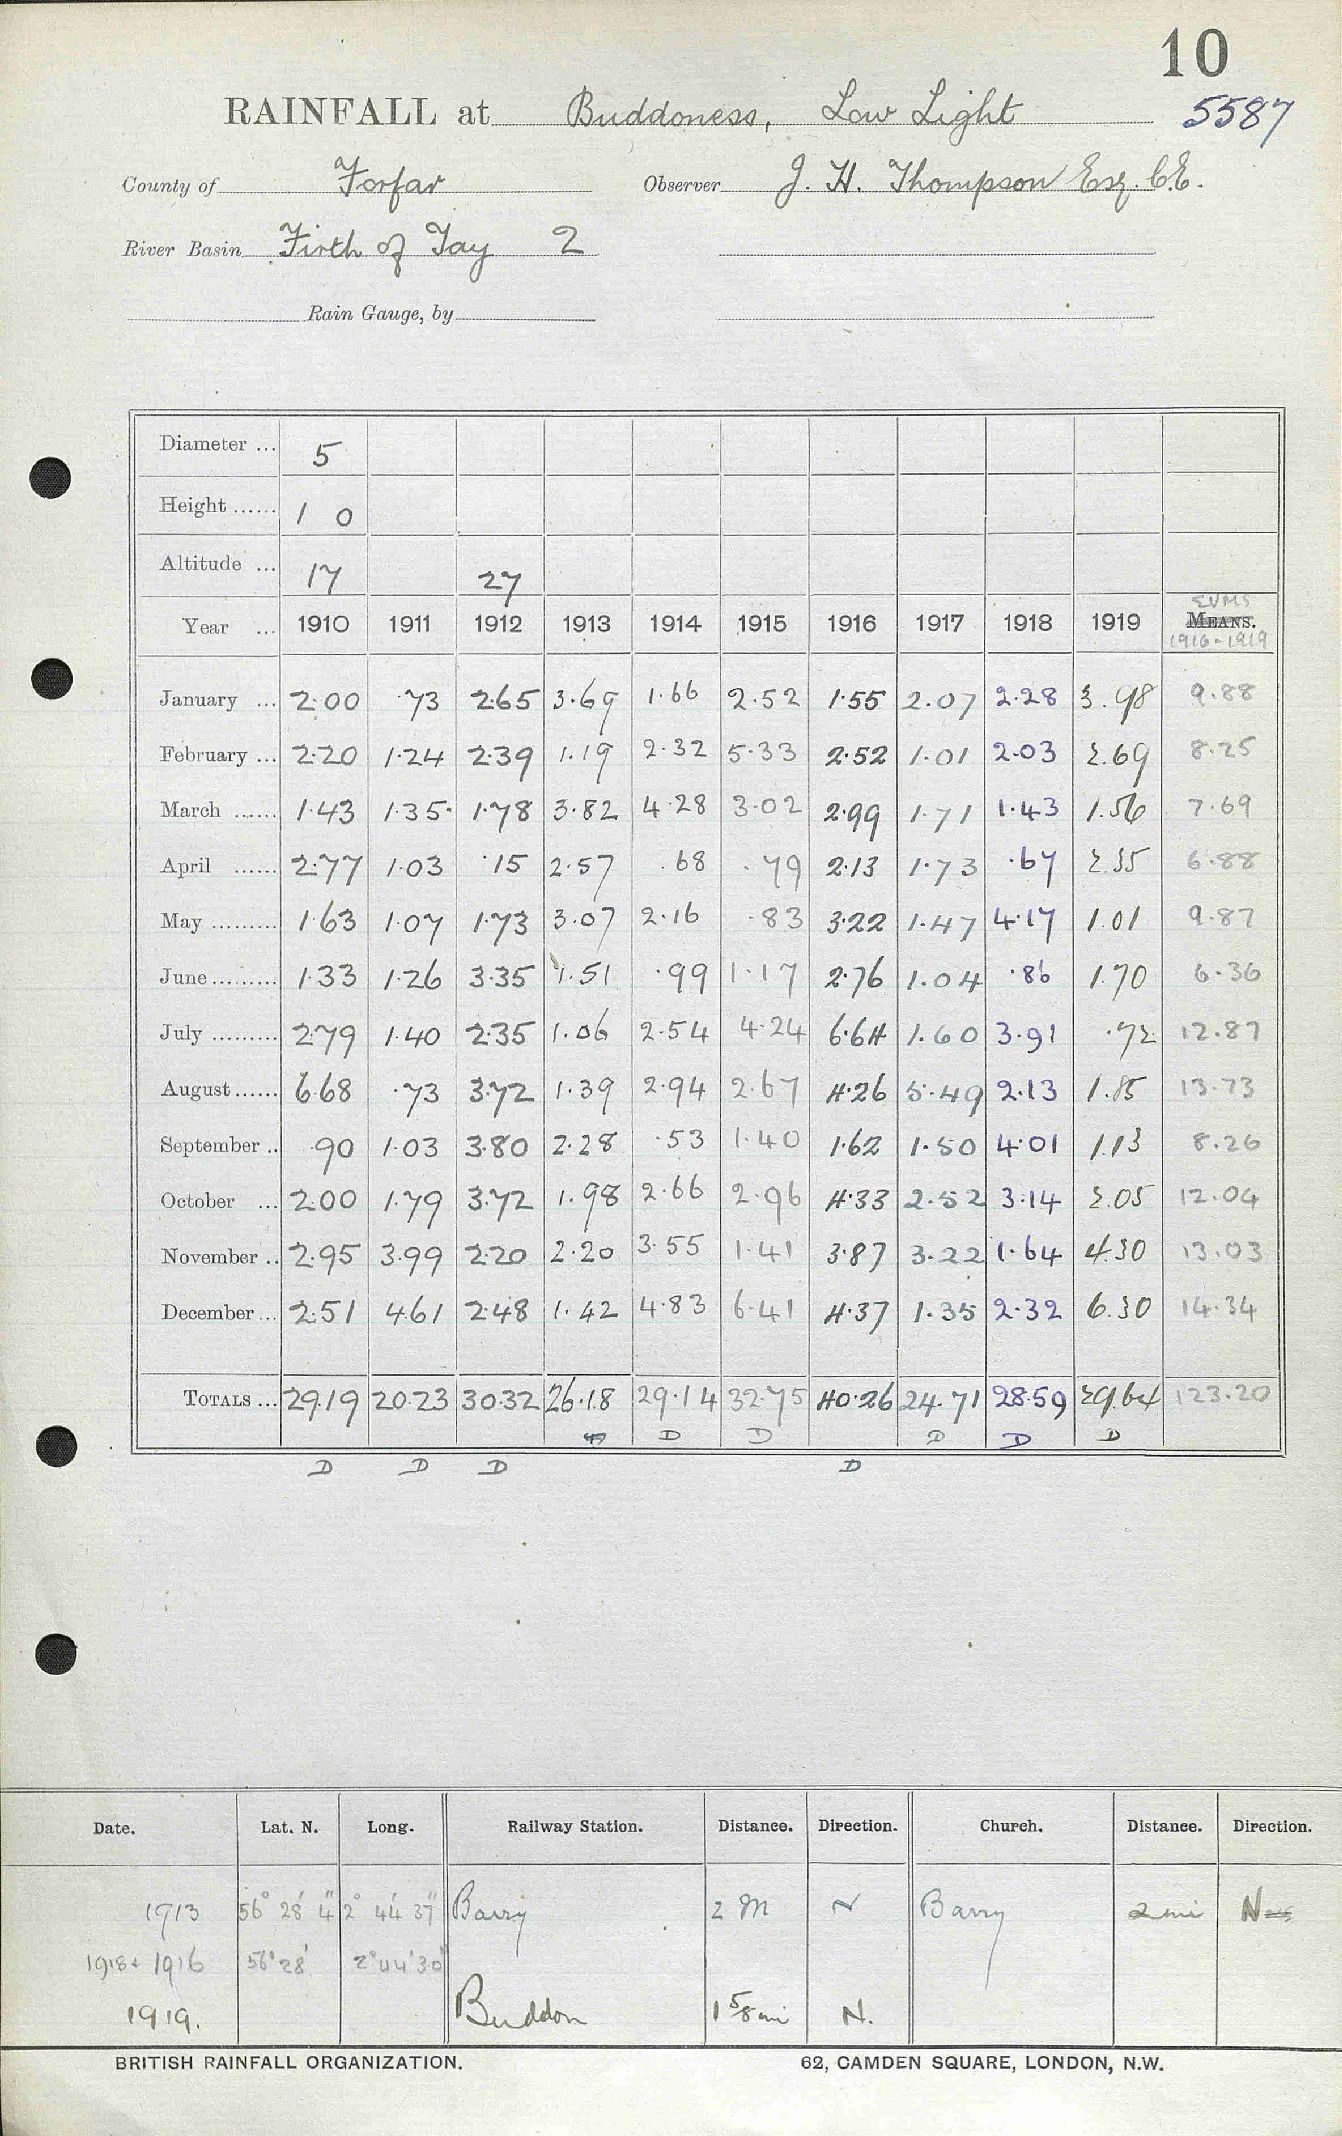 10
RAINFALL at Buddoness, Low Light 5587
County of Forfar Observer J. H. Thompson Esq. C.E.
River Basin Firth of Tay 2
Rain Gauge, by
Diameter ... 5
Height ...... 1 0
Altitude ... 17 27
SUMS
Year ... 1910 1911 1912 1913 1914 1915 1916 1917 1918 1919 MEANS.
1916-1919
January ... 2.00 .73 2.65 3.69 1.66 2.52 1.55 2.07 2.28 3.98 9.88
February ... 2.20 1.24 2.39 1.19 2.32 5.33 2.52 1.01 2.03 2.69 8.25
March ...... 1.43 1.35 1.78 3.82 4.28 3.02 2.99 1.71 1.43 1.56 7.69
April ...... 2.77 1.03 .15 2.57 .68 .79 2.13 1.73 .67 2.35 6.88
May ......... 1.63 1.07 1.73 3.07 2.16 .83 3.22 1.47 4.17 1.01 9.87
June ......... 1.33 1.26 3.35 1.51 .99 1.17 2.76 1.04 .86 1.70 6.36
July ......... 2.79 1.40 2.35 1.06 2.54 4.24 6.64 1.60 3.91 .72 12.87
August ...... 6.68 .73 3.72 1.39 2.94 2.67 4.26 5.49 2.13 1.85 13.73
September .. .90 1.03 3.80 2.28 .53 1.40 1.62 1.50 4.01 1.13 8.26
October ... 2.00 1.79 3.72 1.98 2.66 2.96 4.33 2.52 3.14 2.05 12.04
November .. 2.95 3.99 2.20 2.20 3.55 1.41 3.87 3.22 1.64 4.30 13.03
December ... 2.51 4.61 2.48 1.42 4.83 6.41 4.37 1.35 2.32 6.30 14.34
TOTALS ... 29.19 20.23 30.32 26.18 29.14 32.75 40.26 24.71 28.59 29.64 123.20
D D D D D
D D D D
Date. Lat. N. Long. Railway Station. Distance. Direction. Church. Distance. Direction.
1913 56° 28' 4" 2° 44' 37" Barry 2 M N Barry 2 mi N
1918+ 1916 56° 28' 2° 44' 30"
1919. Buddon 1 5/8 mi N.
BRITISH RAINFALL ORGANIZATION. 62, CAMDEN SQUARE, LONDON, N.W.